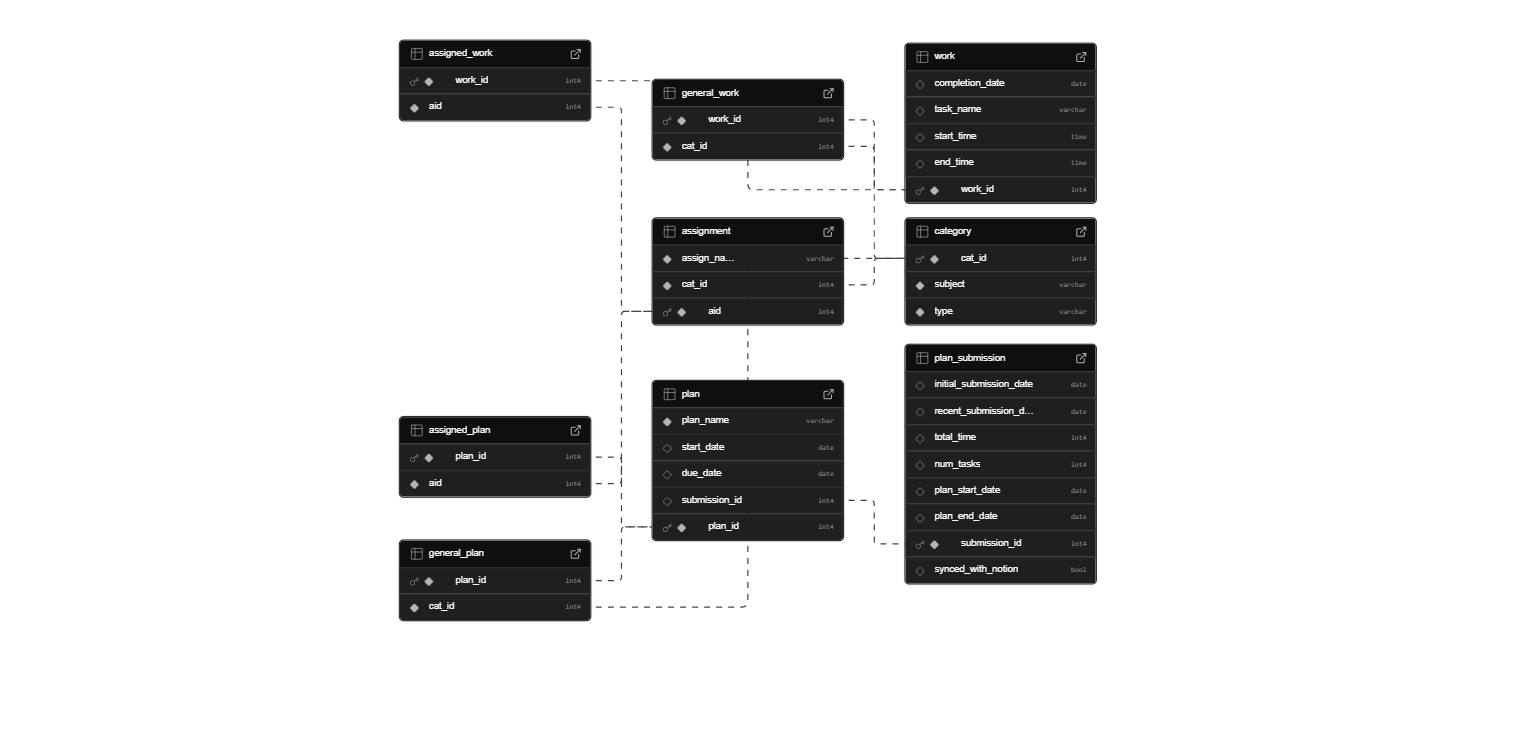 assigned_work
work_id int4
aid int4
general_work
work_id int4
cat_id int4
work
completion_date date
task_name varchar
start_time time
end_time time
work_id int4
assignment
assign_na... varchar
cat_id int4
aid int4
category
cat_id int4
subject varchar
type varchar
plan_submission
initial_submission_date date
recent_submission_d... date
total_time int4
num_tasks int4
plan_start_date date
plan_end_date date
submission_id int4
synced_with_notion bool
plan
plan_name varchar
start_date date
due_date date
submission_id int4
plan_id int4
assigned_plan
plan_id int4
aid int4
general_plan
plan_id int4
cat_id int4